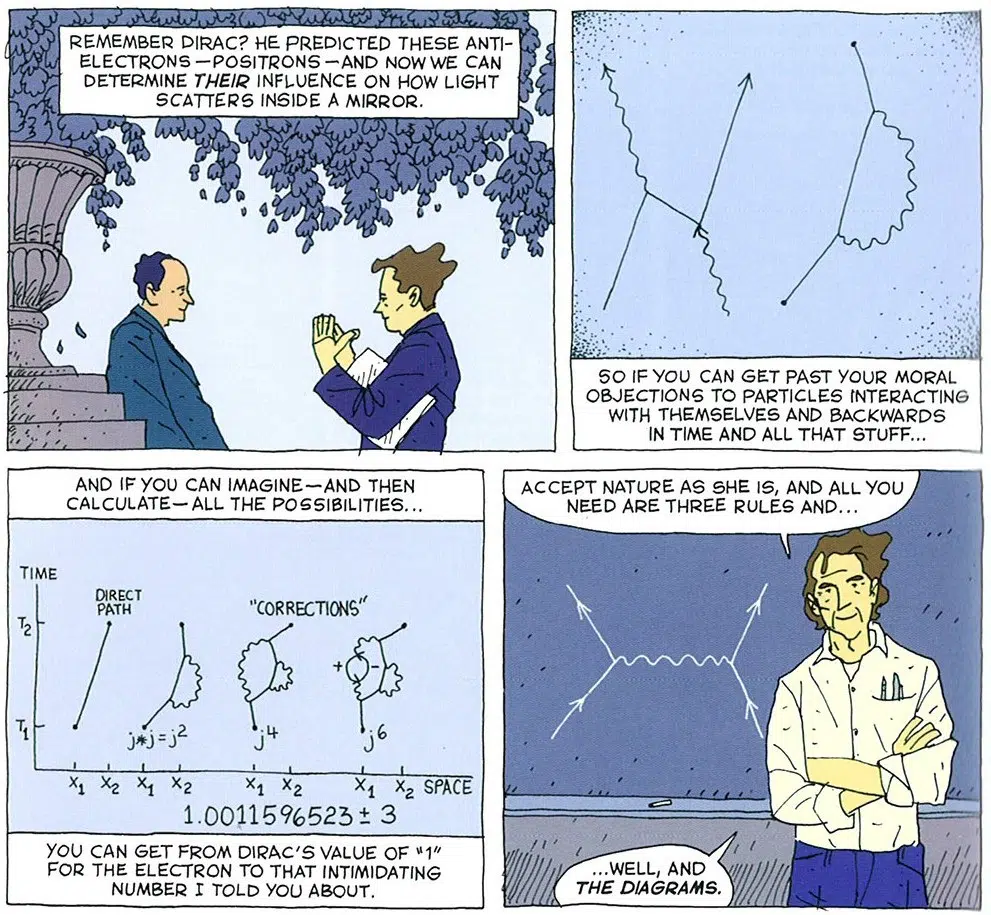 REMEMBER DIRAC? HE PREDICTED THESE ANTI-
ELECTRONS—POSITRONS—AND NOW WE CAN
DETERMINE THEIR INFLUENCE ON HOW LIGHT
SCATTERS INSIDE A MIRROR.
SO IF YOU CAN GET PAST YOUR MORAL
OBJECTIONS TO PARTICLES INTERACTING
WITH THEMSELVES AND BACKWARDS
IN TIME AND ALL THAT STUFF...
AND IF YOU CAN IMAGINE—AND THEN
CALCULATE—ALL THE POSSIBILITIES...
TIME
DIRECT
PATH
"CORRECTIONS"
T2
+ -
T1
j*j=j²
j⁴
j⁶
X1 X2 X1 X2 X1 X2 X1 X2 SPACE
1.0011596523 ± 3
YOU CAN GET FROM DIRAC'S VALUE OF "1"
FOR THE ELECTRON TO THAT INTIMIDATING
NUMBER I TOLD YOU ABOUT.
ACCEPT NATURE AS SHE IS, AND ALL YOU
NEED ARE THREE RULES AND...
...WELL, AND
THE DIAGRAMS.